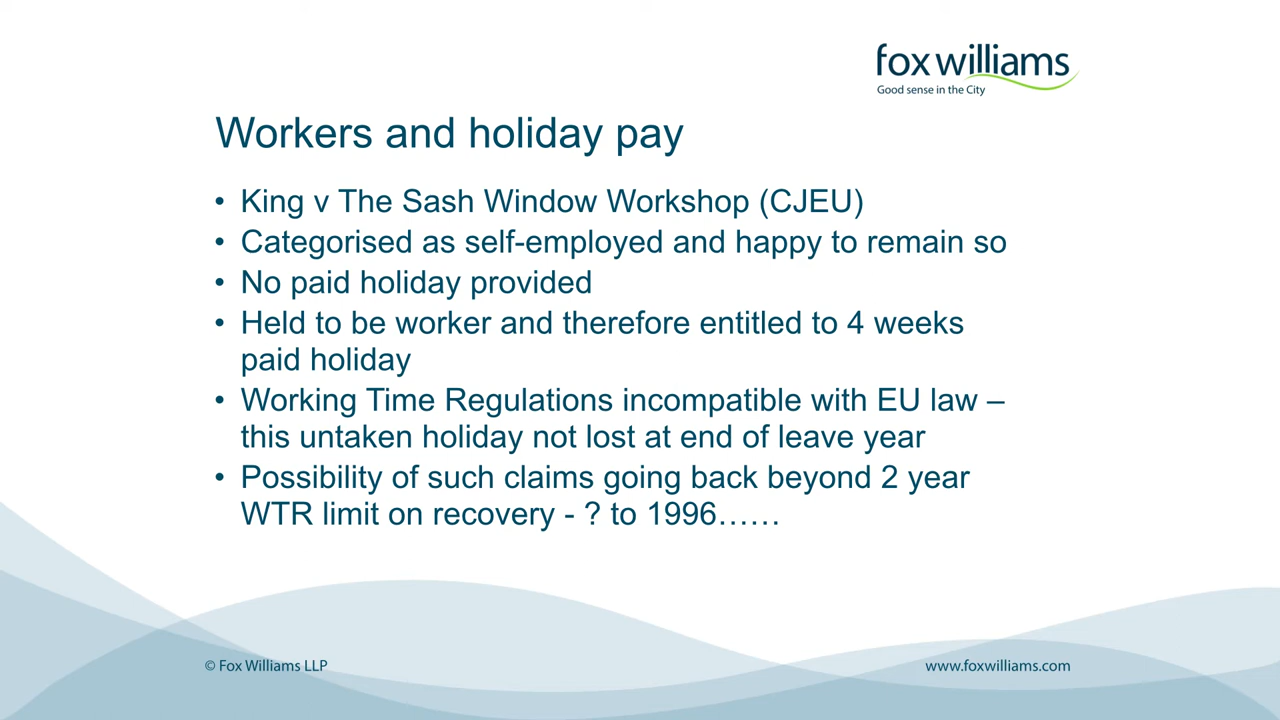 fox williams
Good sense in the City
Workers and holiday pay
• King v The Sash Window Workshop (CJEU)
• Categorised as self-employed and happy to remain so
• No paid holiday provided
• Held to be worker and therefore entitled to 4 weeks
paid holiday
• Working Time Regulations incompatible with EU law –
this untaken holiday not lost at end of leave year
• Possibility of such claims going back beyond 2 year
WTR limit on recovery - ? to 1996……
© Fox Williams LLP
www.foxwilliams.com